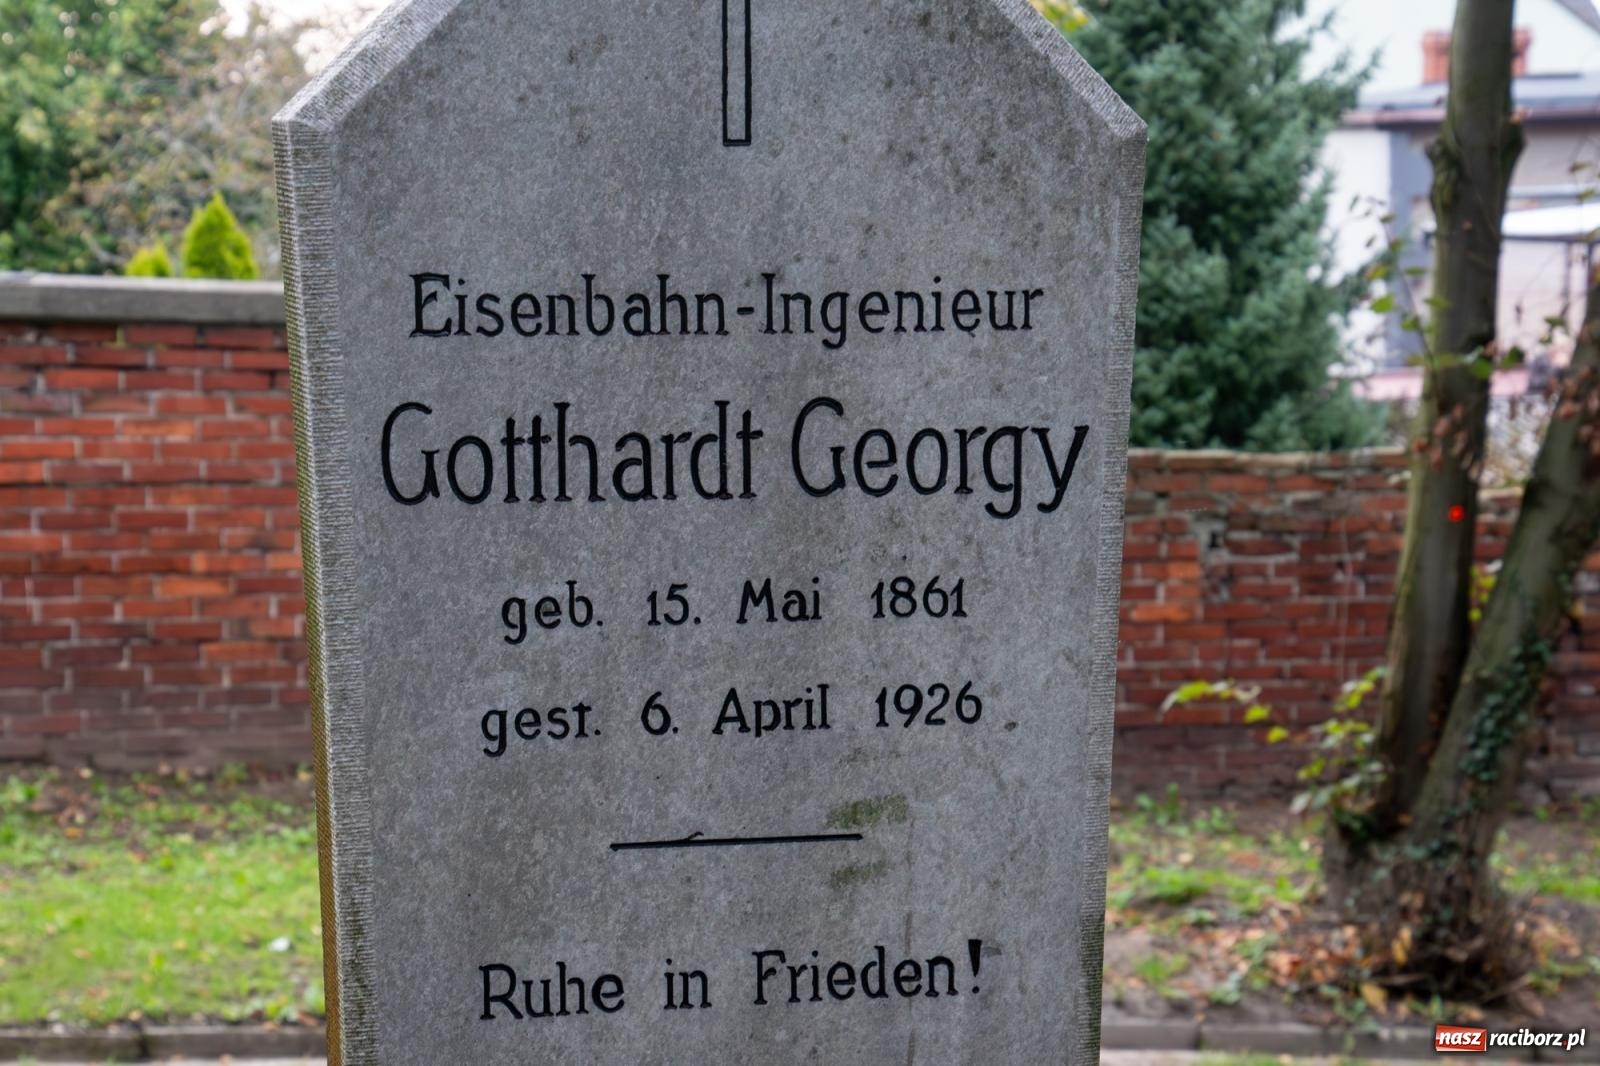 Eisenbahn-Ingenieur
Gotthardt Georgy
geb. 15. Mai 1861
gest. 6. April 1926
Ruhe in Frieden!
nasz raciborz.pl